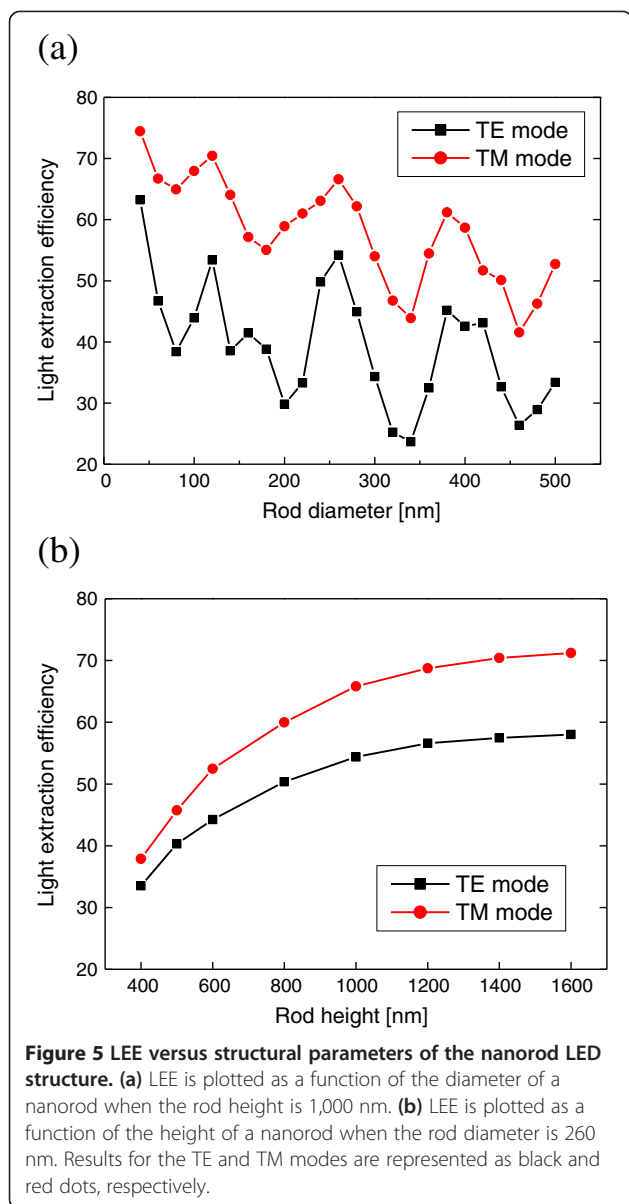 (a)
80
70
60
50
40
30
20
Light extraction efficiency
TE mode
TM mode
0 100 200 300 400 500
Rod diameter [nm]
(b)
80
70
60
50
40
30
20
Light extraction efficiency
TE mode
TM mode
400 600 800 1000 1200 1400 1600
Rod height [nm]
Figure 5 LEE versus structural parameters of the nanorod LED
structure. (a) LEE is plotted as a function of the diameter of a
nanorod when the rod height is 1,000 nm. (b) LEE is plotted as a
function of the height of a nanorod when the rod diameter is 260
nm. Results for the TE and TM modes are represented as black and
red dots, respectively.